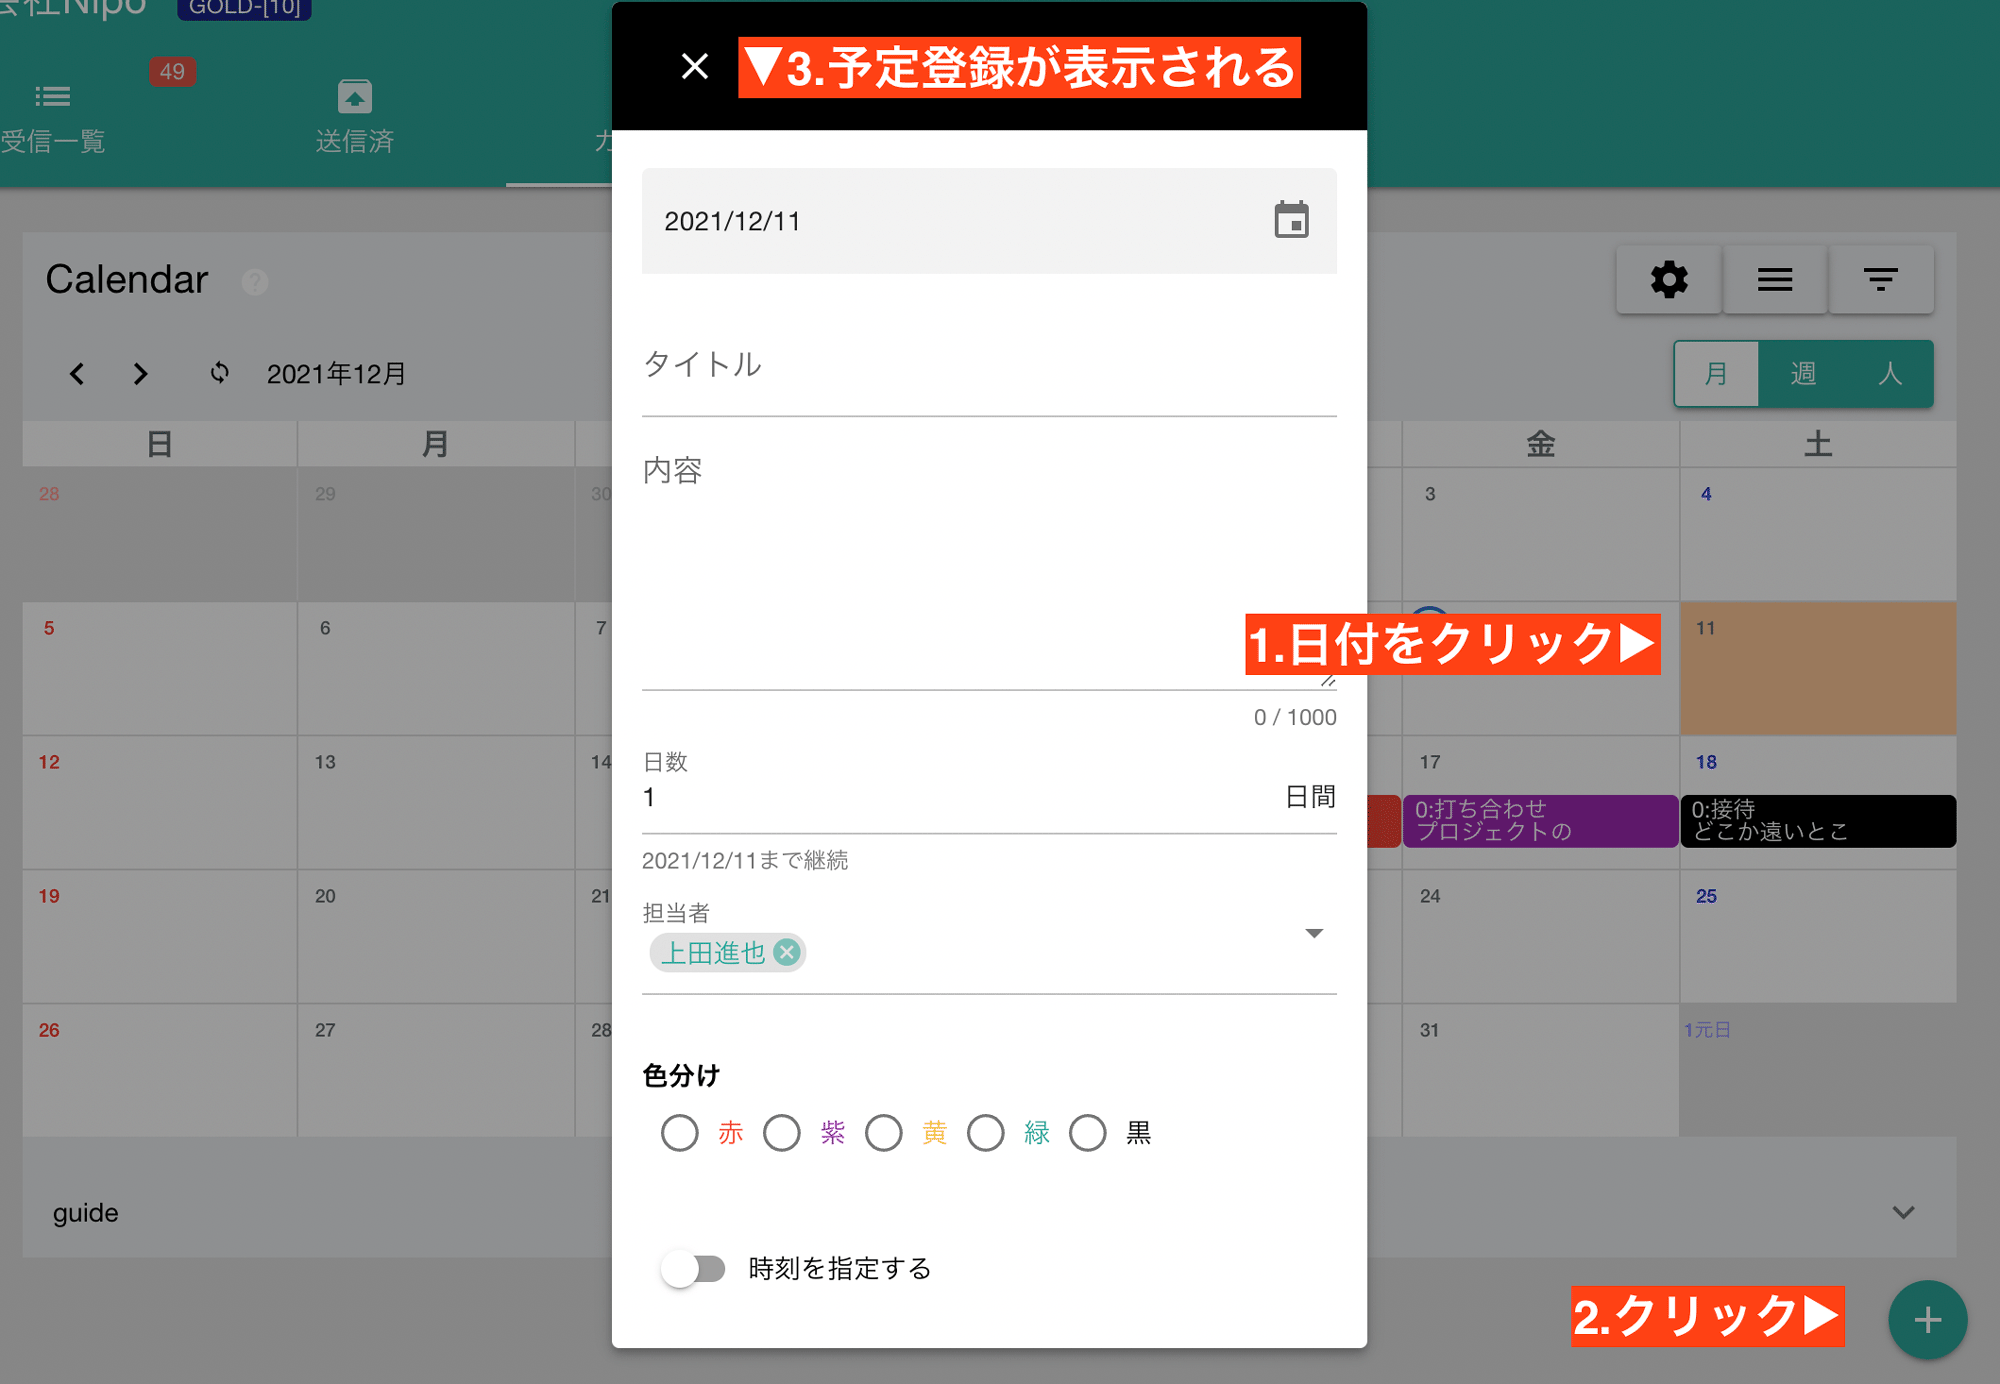 会社Nipo GOLD-[10]
49
受信一覧
送信済
▼3.予定登録が表示される
2021/12/11
Calendar ?
2021年12月
月 週 人
日 月 金 土
28 29 30 3 4
5 6 7 11
12 13 14 17 18
19 20 21 24 25
26 27 28 31 1元日
0:打ち合わせ
プロジェクトの
0:接待
どこか遠いとこ
タイトル
内容
1.日付をクリック▶
0 / 1000
日数
1 日間
2021/12/11まで継続
担当者
上田進也
色分け
赤 紫 黄 緑 黒
時刻を指定する
guide
2.クリック▶